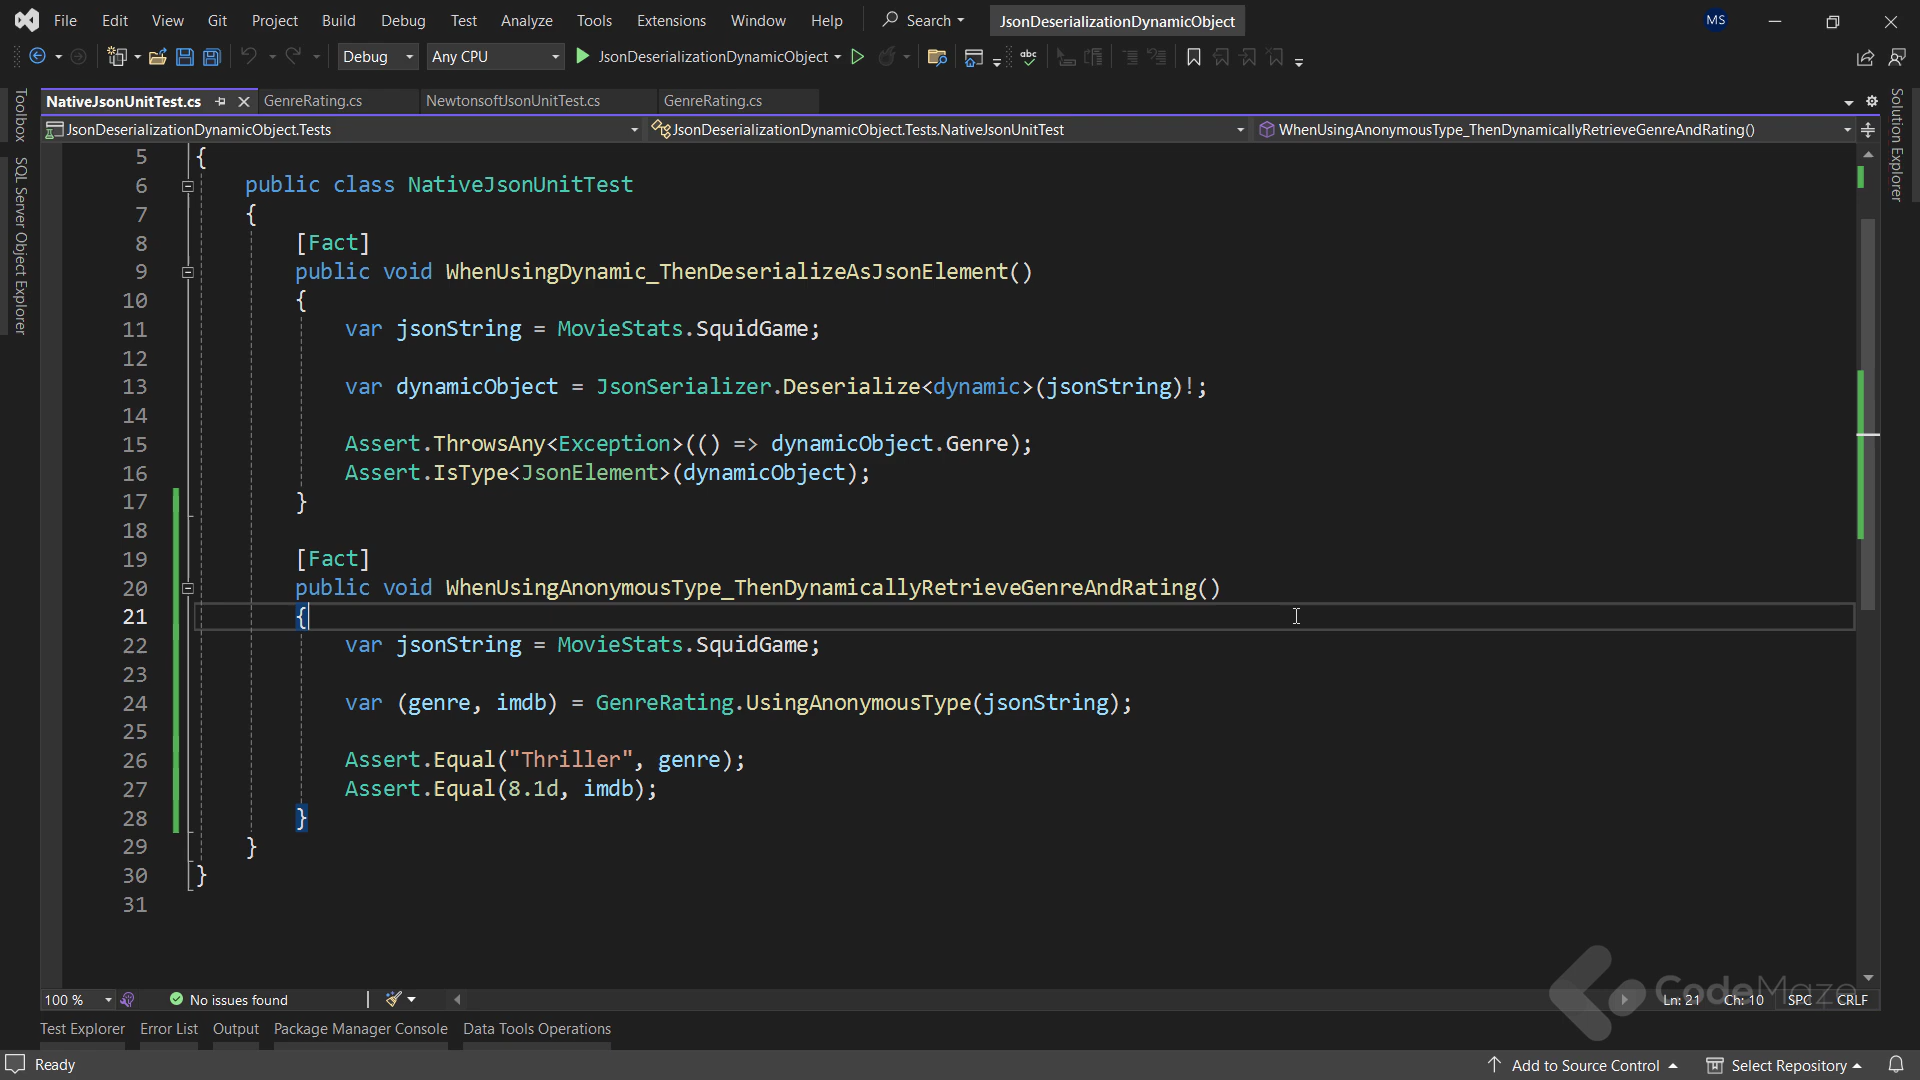 File Edit View Git Project Build Debug Test Analyze Tools Extensions Window Help Search JsonDeserializationDynamicObject MS
Debug Any CPU JsonDeserializationDynamicObject
NativeJsonUnitTest.cs GenreRating.cs NewtonsoftJsonUnitTest.cs GenreRating.cs
JsonDeserializationDynamicObject.Tests JsonDeserializationDynamicObject.Tests.NativeJsonUnitTest WhenUsingAnonymousType_ThenDynamicallyRetrieveGenreAndRating()
Toolbox
SQL Server Object Explorer
Solution Explorer
5 {
6 public class NativeJsonUnitTest
7 {
8 [Fact]
9 public void WhenUsingDynamic_ThenDeserializeAsJsonElement()
10 {
11 var jsonString = MovieStats.SquidGame;
12
13 var dynamicObject = JsonSerializer.Deserialize<dynamic>(jsonString)!;
14
15 Assert.ThrowsAny<Exception>(() => dynamicObject.Genre);
16 Assert.IsType<JsonElement>(dynamicObject);
17 }
18
19 [Fact]
20 public void WhenUsingAnonymousType_ThenDynamicallyRetrieveGenreAndRating()
21 {
22 var jsonString = MovieStats.SquidGame;
23
24 var (genre, imdb) = GenreRating.UsingAnonymousType(jsonString);
25
26 Assert.Equal("Thriller", genre);
27 Assert.Equal(8.1d, imdb);
28 }
29 }
30 }
31
CodeMaze
100 % No issues found Ln: 21 Ch: 10 SPC CRLF
Test Explorer Error List Output Package Manager Console Data Tools Operations
Ready Add to Source Control Select Repository